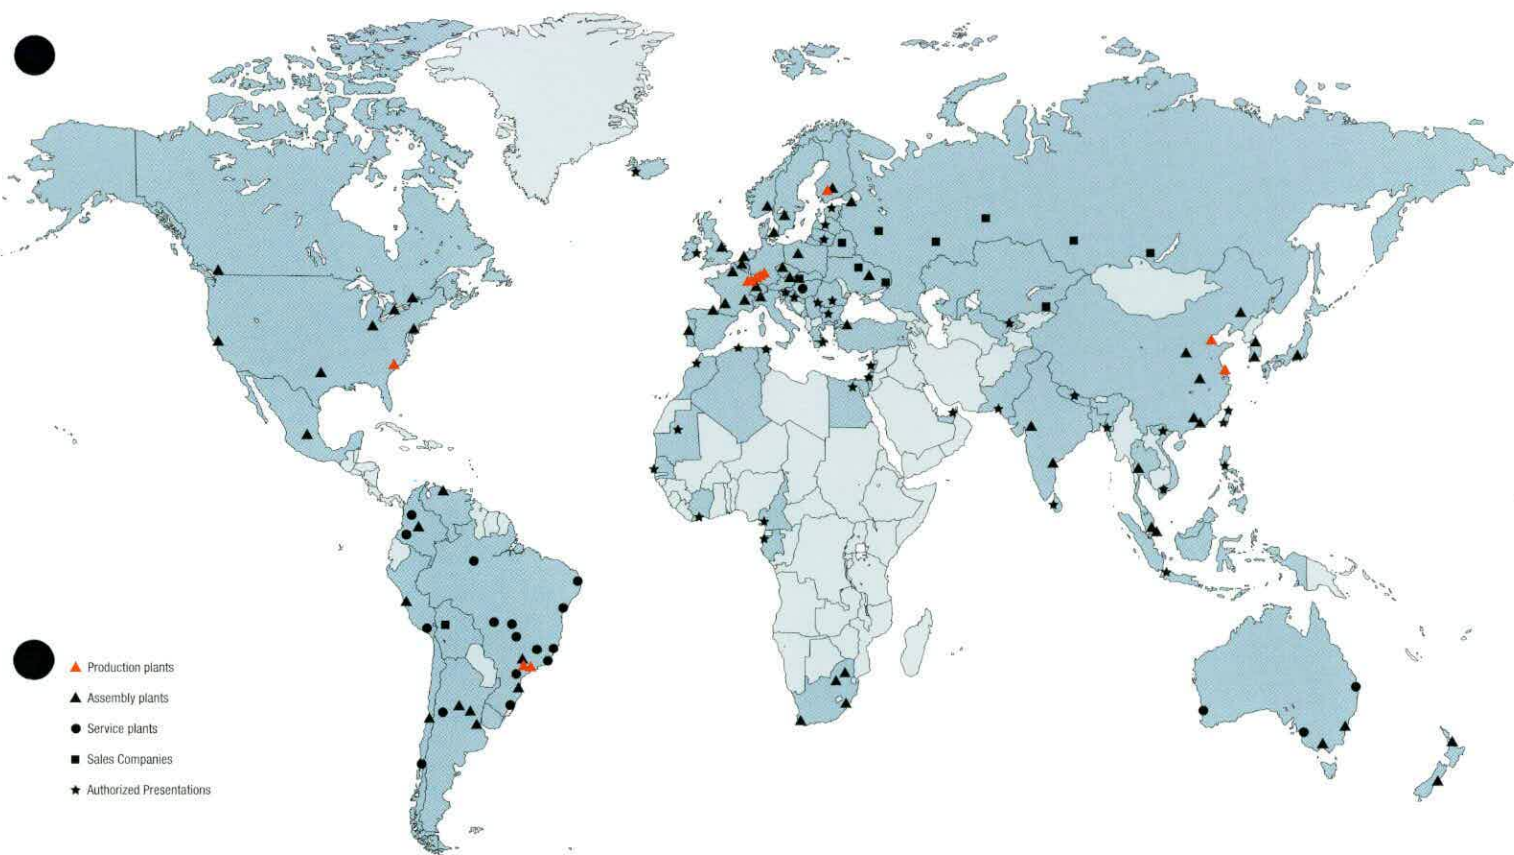 Production plants
Assembly plants
Service plants
Sales Companies
Authorized Presentations